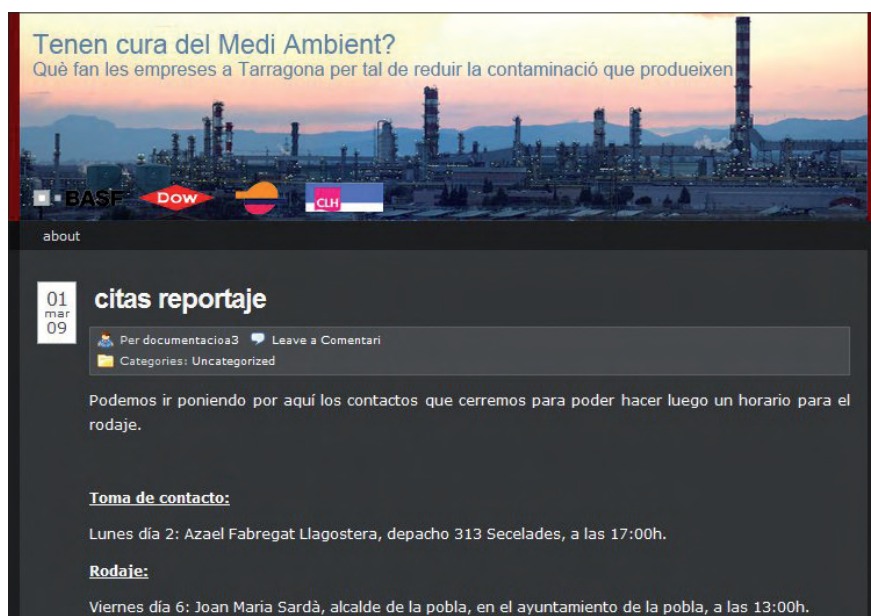 Tenen cura del Medi Ambient?
Què fan les empreses a Tarragona per tal de reduir la contaminació que produeixen
BASF
Dow
CLH
about
01
mar
09
citas reportaje
Per documentacioa3 Leave a Comentari
Categories: Uncategorized
Podemos ir poniendo por aquí los contactos que cerremos para poder hacer luego un horario para el
rodaje.
Toma de contacto:
Lunes día 2: Azael Fabregat Llagostera, depacho 313 Secelades, a las 17:00h.
Rodaje:
Viernes día 6: Joan Maria Sardà, alcalde de la pobla, en el ayuntamiento de la pobla, a las 13:00h.